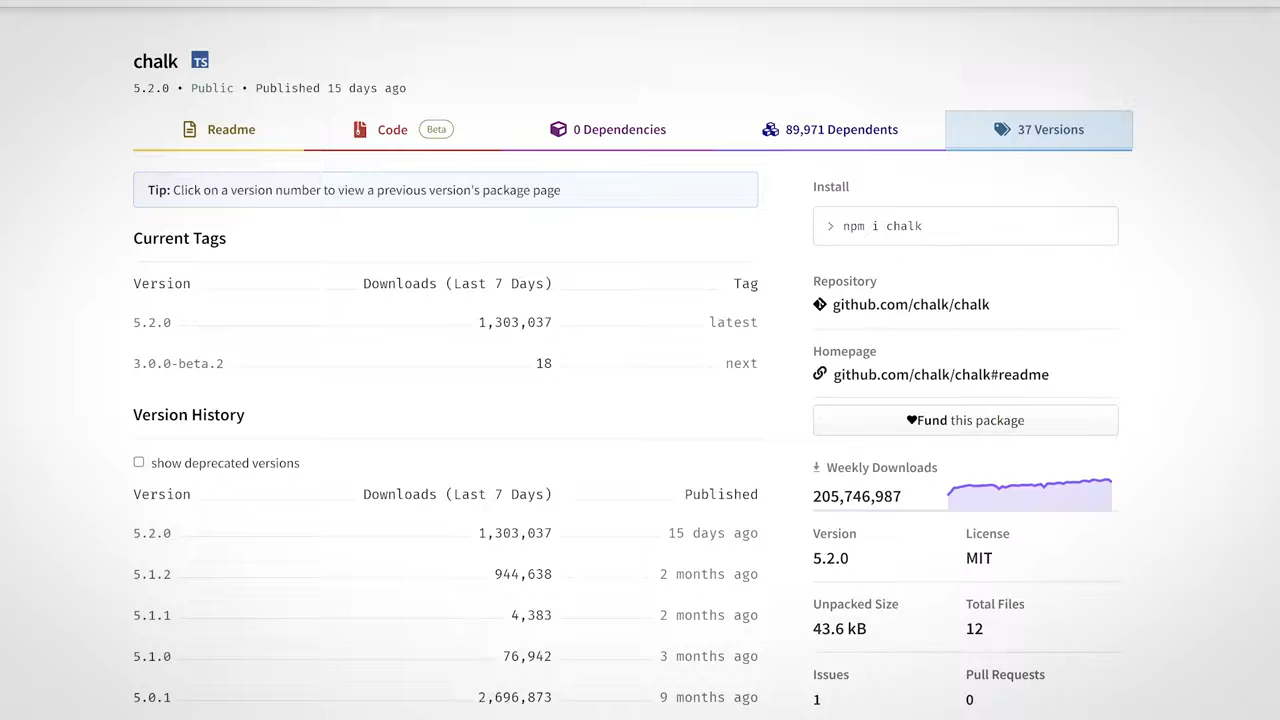 chalk TS
5.2.0 • Public • Published 15 days ago
Readme
Code Beta
0 Dependencies
89,971 Dependents
37 Versions
Tip: Click on a version number to view a previous version's package page
Current Tags
Version Downloads (Last 7 Days) Tag
5.2.0 1,303,037 latest
3.0.0-beta.2 18 next
Version History
show deprecated versions
Version Downloads (Last 7 Days) Published
5.2.0 1,303,037 15 days ago
5.1.2 944,638 2 months ago
5.1.1 4,383 2 months ago
5.1.0 76,942 3 months ago
5.0.1 2,696,873 9 months ago
Install
> npm i chalk
Repository
github.com/chalk/chalk
Homepage
github.com/chalk/chalk#readme
♥Fund this package
Weekly Downloads
205,746,987
Version License
5.2.0 MIT
Unpacked Size Total Files
43.6 kB 12
Issues Pull Requests
1 0